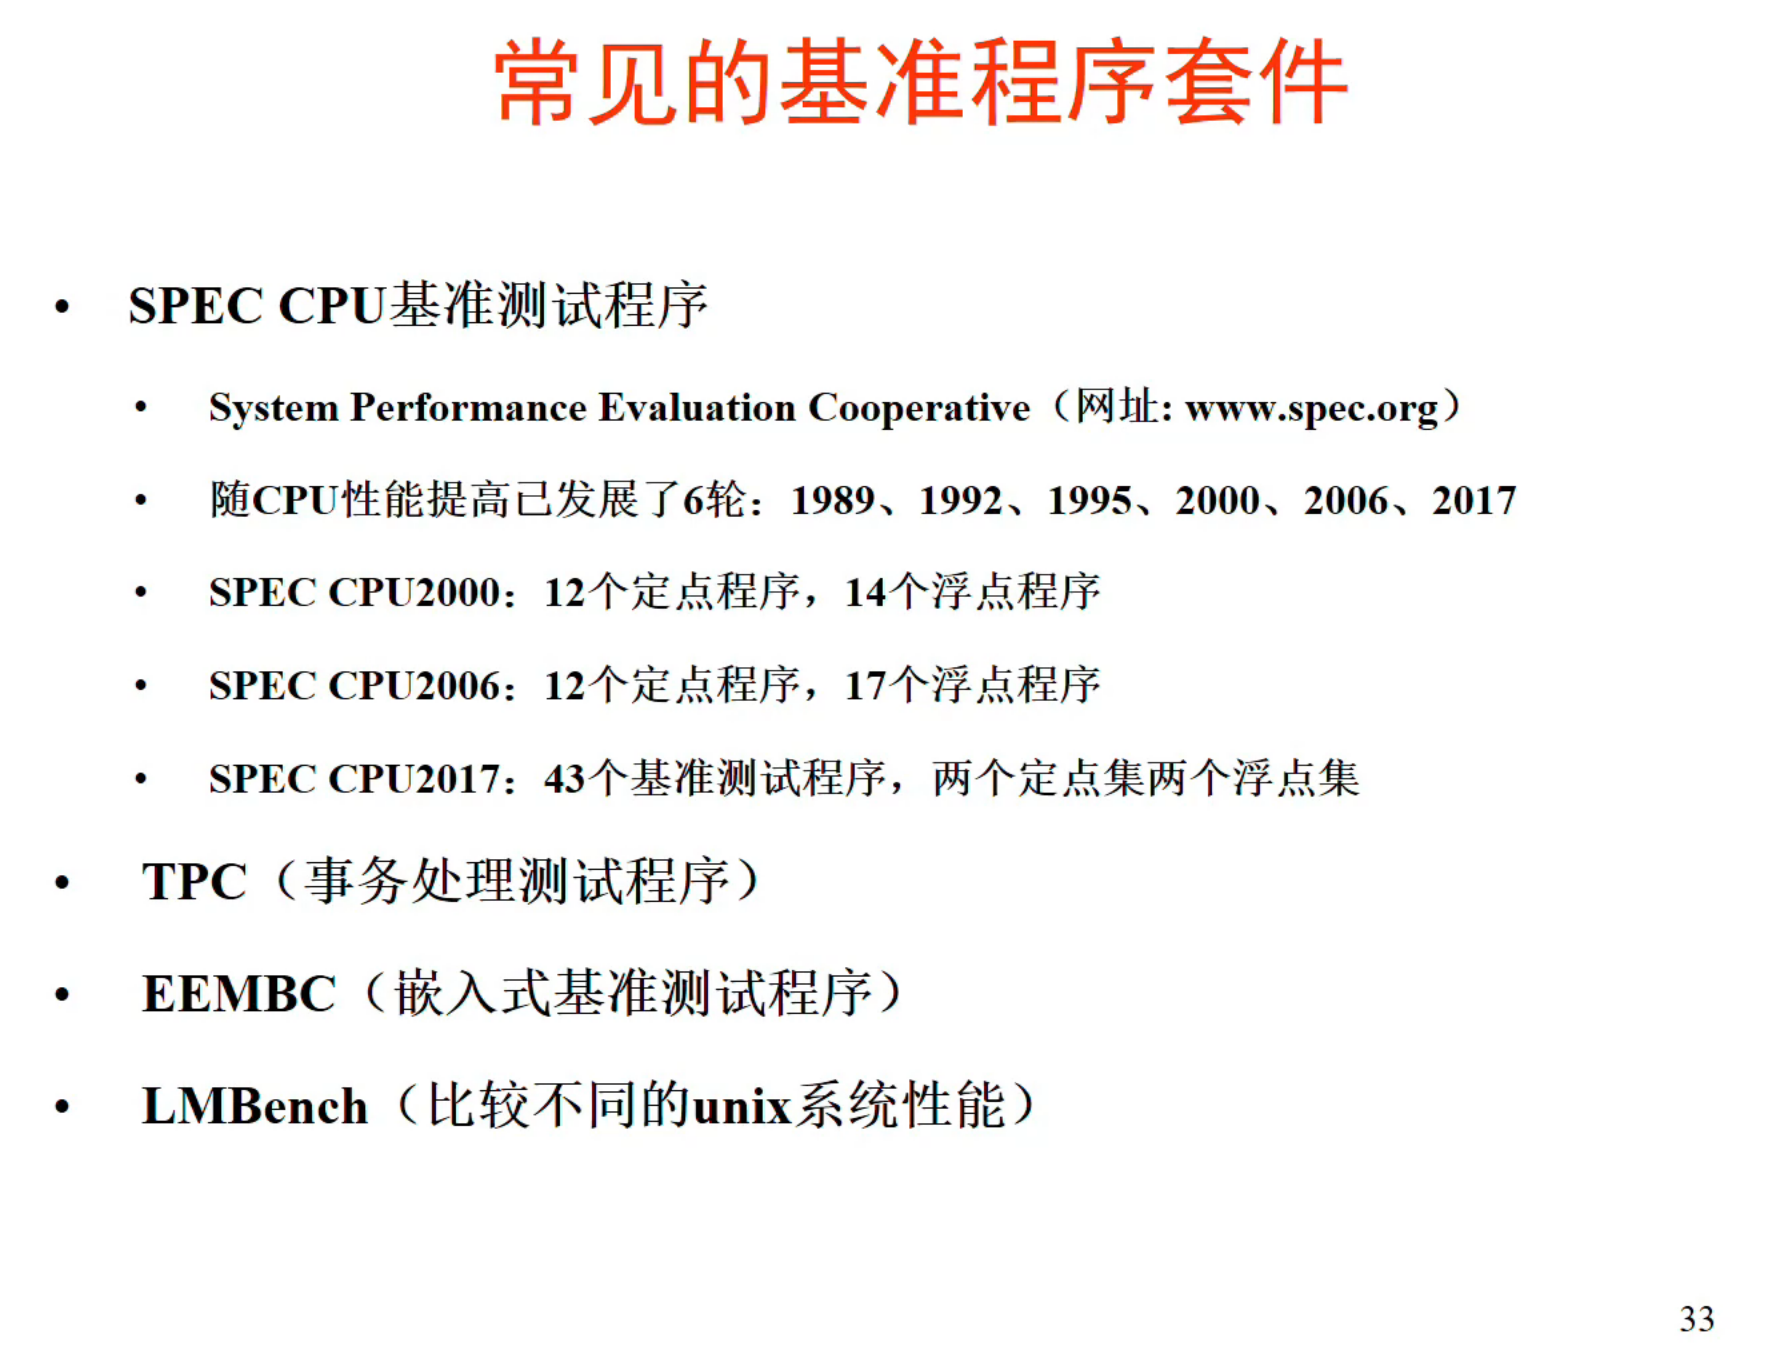 常见的基准程序套件
• SPEC CPU基准测试程序
• System Performance Evaluation Cooperative（网址: www.spec.org）
• 随CPU性能提高已发展了6轮：1989、1992、1995、2000、2006、2017
• SPEC CPU2000：12个定点程序，14个浮点程序
• SPEC CPU2006：12个定点程序，17个浮点程序
• SPEC CPU2017：43个基准测试程序，两个定点集两个浮点集
• TPC（事务处理测试程序）
• EEMBC（嵌入式基准测试程序）
• LMBench（比较不同的unix系统性能）
33